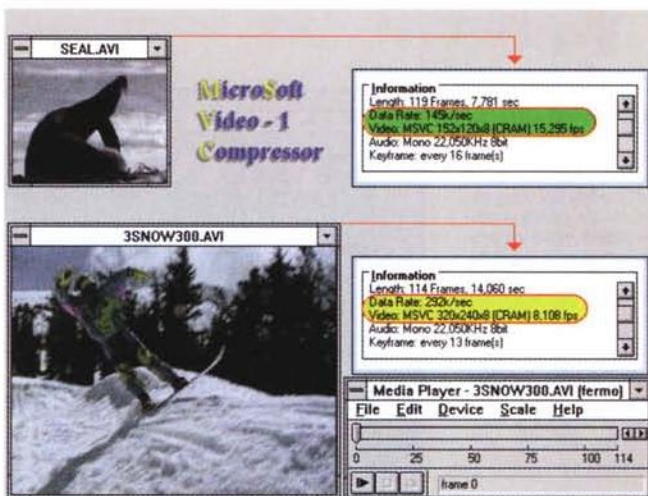 SEAL.AVI
MicroSoft
Video - 1
Compressor
Information
Length: 119 Frames, 7,781 sec
Data Rate: 145k/sec
Video: MSVC 152x120x8 (CRAM) 15,295 fps
Audio: Mono 22,050KHz 8bit
Keyframe: every 16 frame(s)
3SNOW300.AVI
Information
Length: 114 Frames, 14,060 sec
Data Rate: 292k/sec
Video: MSVC 320x240x8 (CRAM) 8,108 fps
Audio: Mono 22,050KHz 8bit
Keyframe: every 13 frame(s)
Media Player - 3SNOW300.AVI (fermo)
File Edit Device Scale Help
0 25 50 75 100 114
frame 0